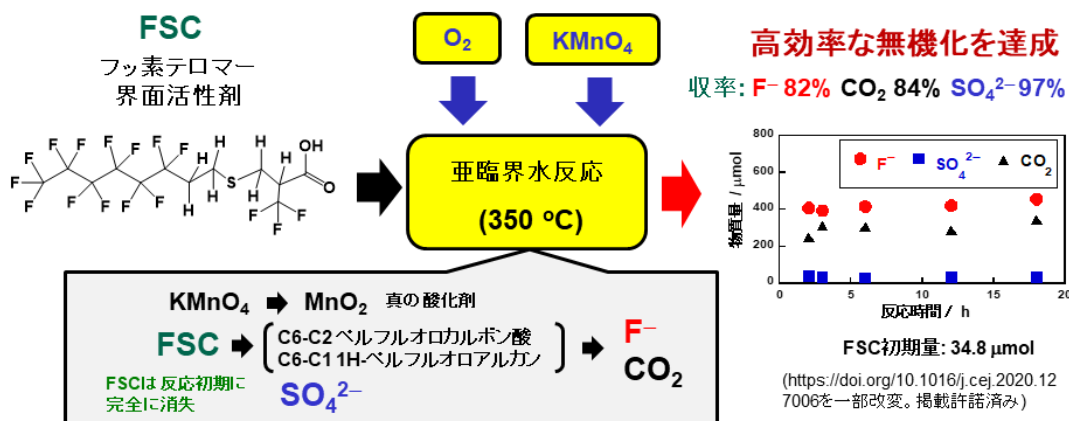 FSC
フッ素テロマー
界面活性剤
F F F F F F H H H H OH
F F O
F F F F F F F H H S H F F F
O2
KMnO4
亜臨界水反応
(350 oC)
高効率な無機化を達成
収率: F− 82% CO2 84% SO42− 97%
F− SO42− CO2
物質量 / μmol
800
600
400
200
0
0 5 10 15 20
反応時間 / h
FSC初期量: 34.8 μmol
(https://doi.org/10.1016/j.cej.2020.12
7006を一部改変。掲載許諾済み)
KMnO4 MnO2 真の酸化剤
FSC
C6-C2 ペルフルオロカルボン酸
C6-C1 1H-ペルフルオロアルカン
F−
CO2
FSCは反応初期に
完全に消失
SO42−